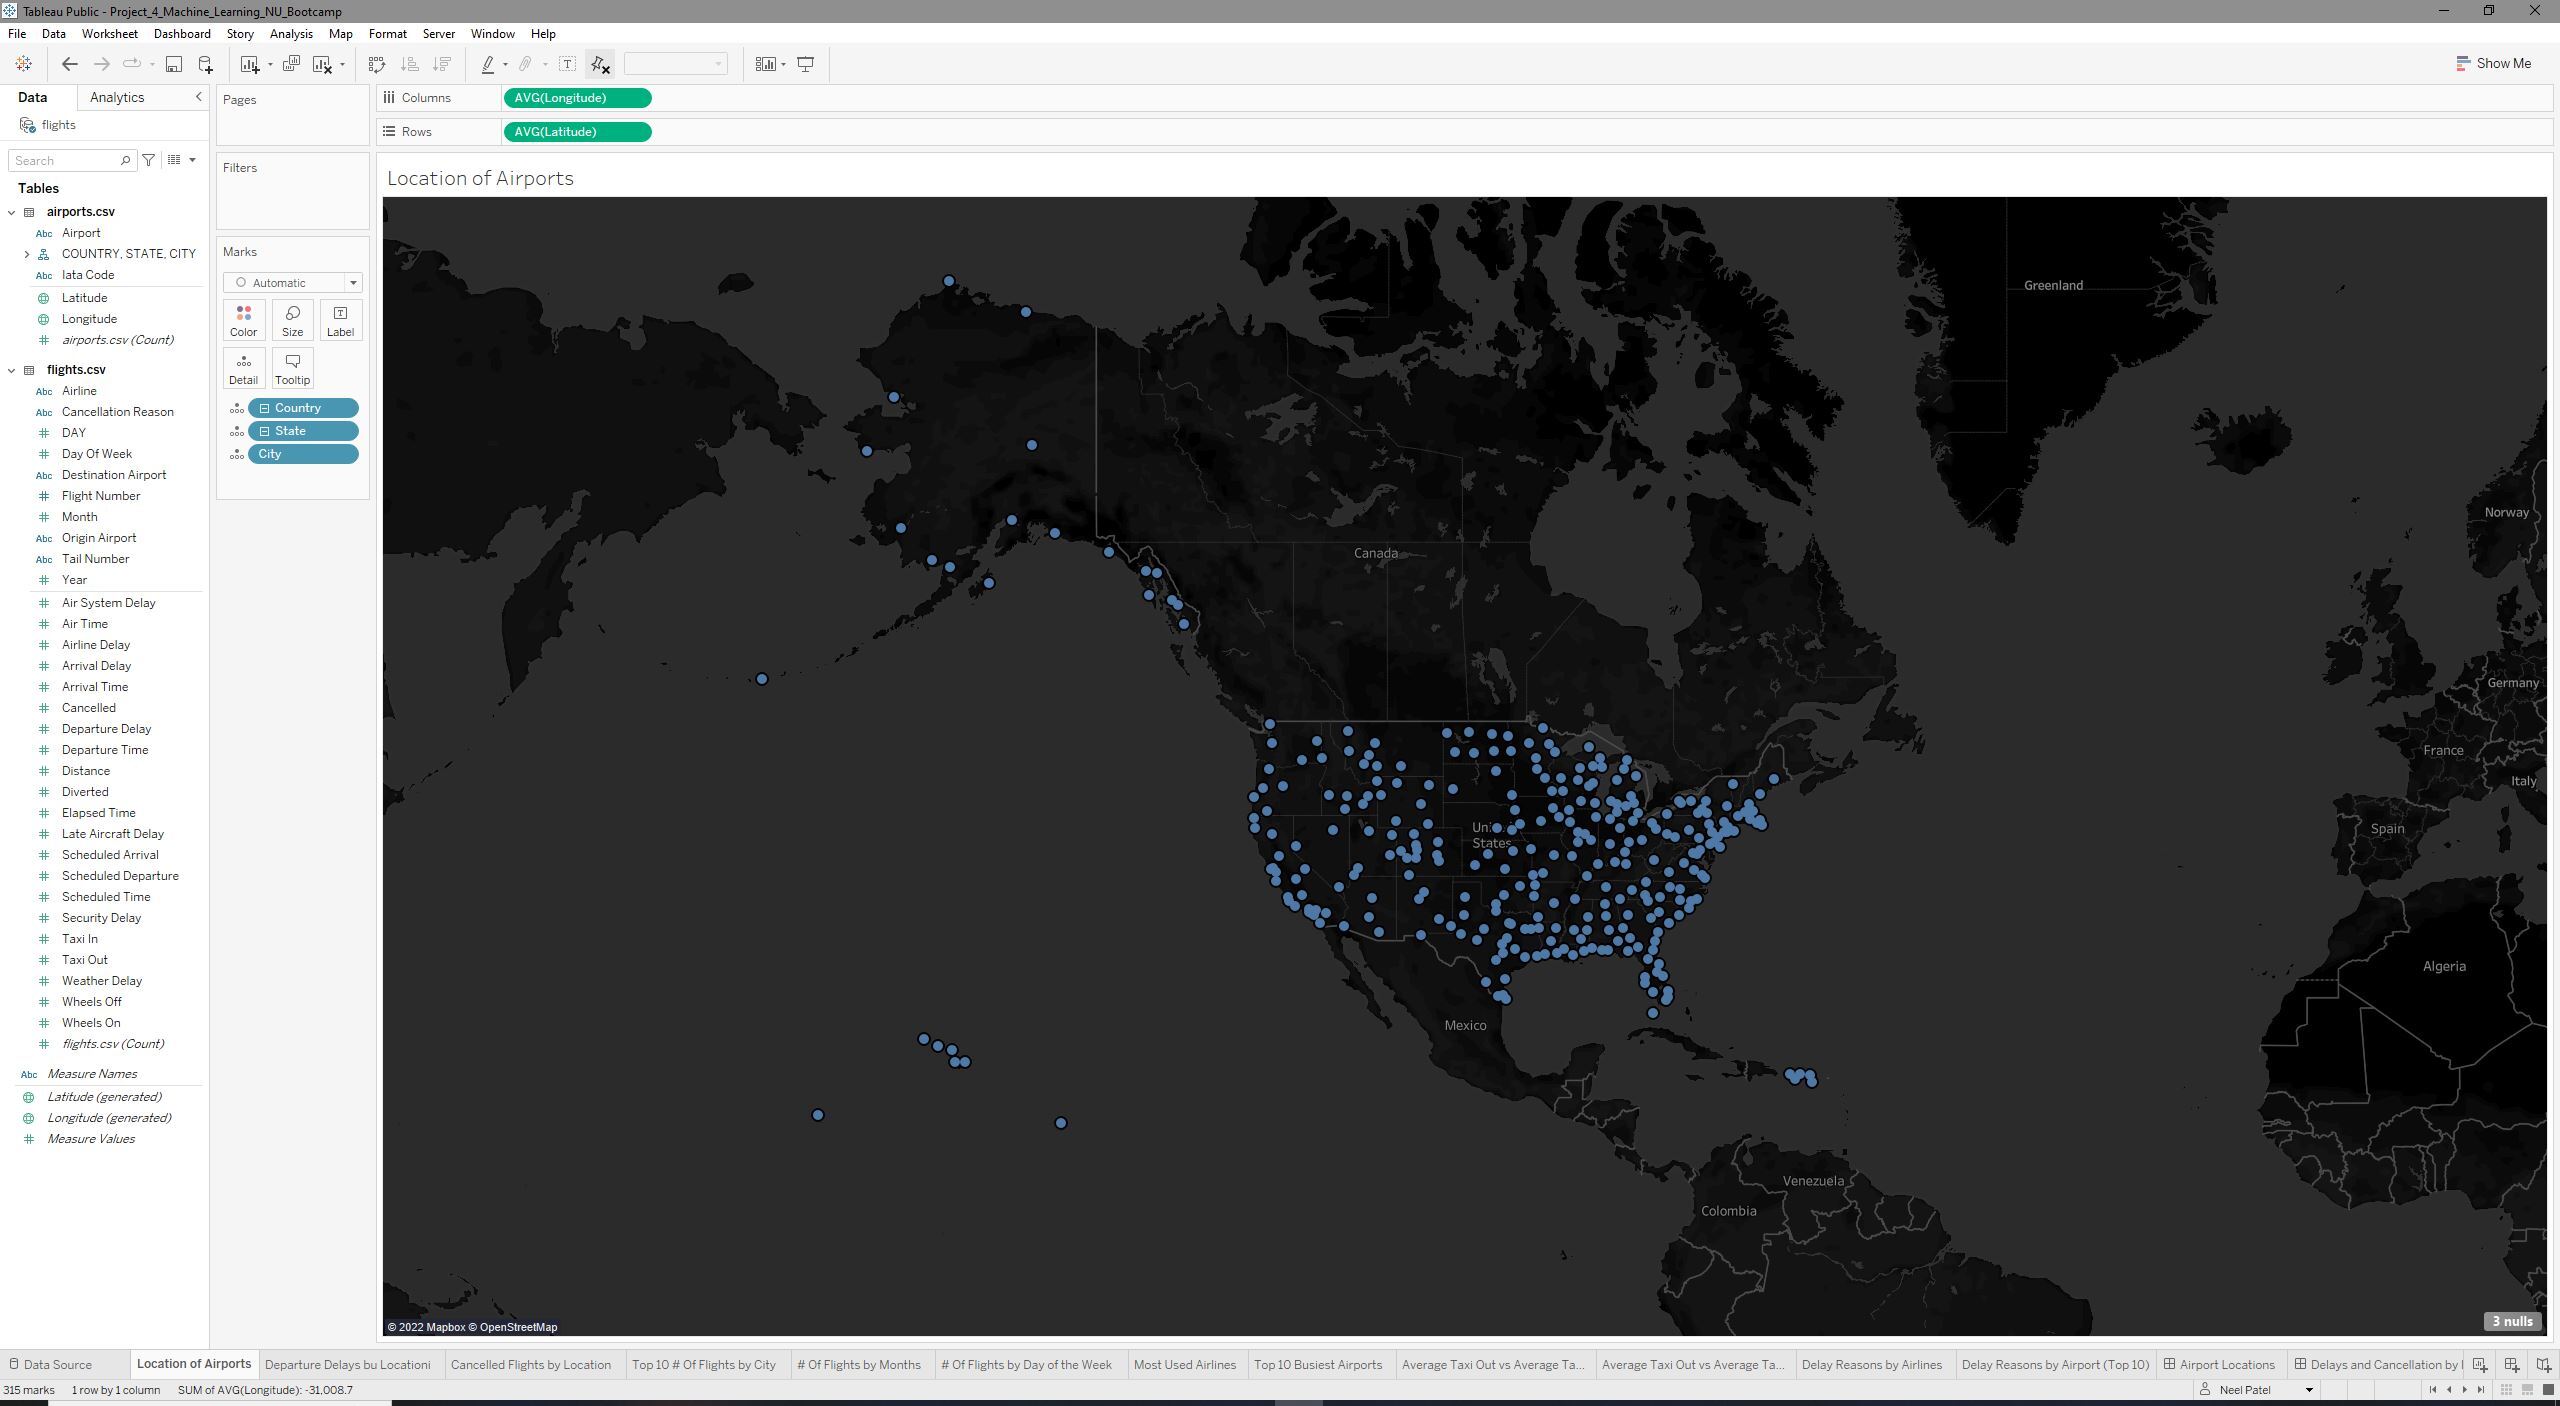 Tableau Public - Project_4_Machine_Learning_NU_Bootcamp
File Data Worksheet Dashboard Story Analysis Map Format Server Window Help
Show Me
Data Analytics
flights
Search
Tables
airports.csv
Abc Airport
COUNTRY, STATE, CITY
Abc Iata Code
Latitude
Longitude
airports.csv (Count)
flights.csv
Abc Airline
Abc Cancellation Reason
DAY
Day Of Week
Abc Destination Airport
Flight Number
Month
Abc Origin Airport
Abc Tail Number
Year
Air System Delay
Air Time
Airline Delay
Arrival Delay
Arrival Time
Cancelled
Departure Delay
Departure Time
Distance
Diverted
Elapsed Time
Late Aircraft Delay
Scheduled Arrival
Scheduled Departure
Scheduled Time
Security Delay
Taxi In
Taxi Out
Weather Delay
Wheels Off
Wheels On
flights.csv (Count)
Abc Measure Names
Latitude (generated)
Longitude (generated)
Measure Values
Pages
Filters
Marks
Automatic
Color Size Label
Detail Tooltip
Country
State
City
Columns AVG(Longitude)
Rows AVG(Latitude)
Location of Airports
Greenland
Norway
Canada
Germany
France
Italy
Spain
United
States
Algeria
Mexico
Venezuela
Colombia
© 2022 Mapbox © OpenStreetMap
3 nulls
Data Source Location of Airports Departure Delays bu Locationi Cancelled Flights by Location Top 10 # Of Flights by City # Of Flights by Months # Of Flights by Day of the Week Most Used Airlines Top 10 Busiest Airports Average Taxi Out vs Average Ta... Average Taxi Out vs Average Ta... Delay Reasons by Airlines Delay Reasons by Airport (Top 10) Airport Locations Delays and Cancellation by l
315 marks 1 row by 1 column SUM of AVG(Longitude): -31,008.7 Neel Patel